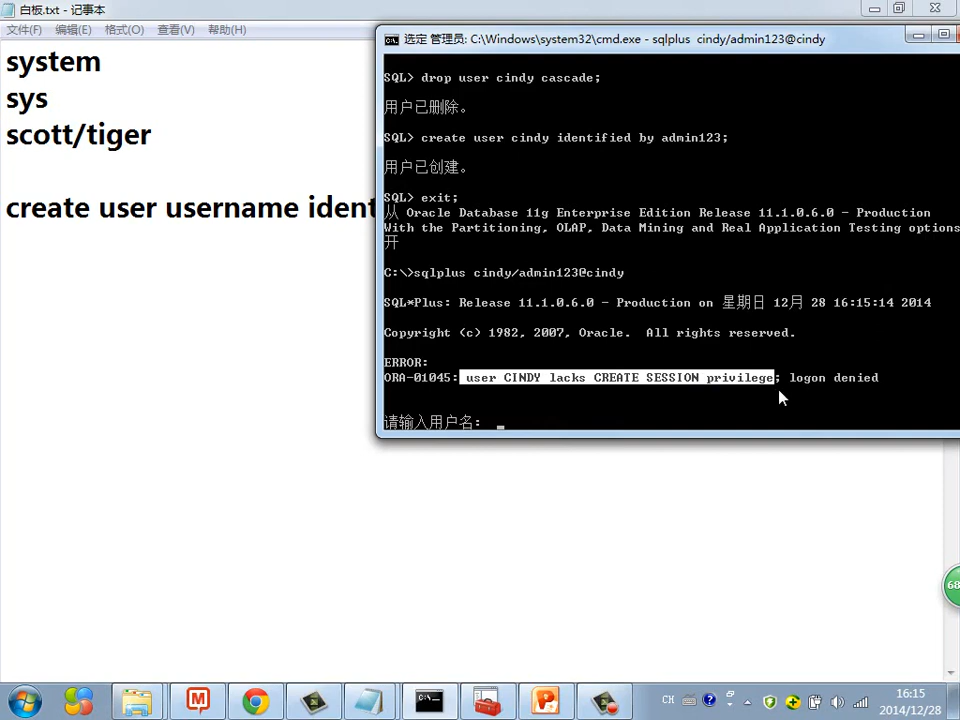 白板.txt - 记事本
文件(F) 编辑(E) 格式(O) 查看(V) 帮助(H)
system
sys
scott/tiger
create user username ident
选定 管理员: C:\Windows\system32\cmd.exe - sqlplus cindy/admin123@cindy
SQL> drop user cindy cascade;
用户已删除。
SQL> create user cindy identified by admin123;
用户已创建。
SQL> exit;
从 Oracle Database 11g Enterprise Edition Release 11.1.0.6.0 - Production
With the Partitioning, OLAP, Data Mining and Real Application Testing options
开
C:\>sqlplus cindy/admin123@cindy
SQL*Plus: Release 11.1.0.6.0 - Production on 星期日 12月 28 16:15:14 2014
Copyright (c) 1982, 2007, Oracle. All rights reserved.
ERROR:
ORA-01045: user CINDY lacks CREATE SESSION privilege; logon denied
请输入用户名:
68
CH
16:15
2014/12/28